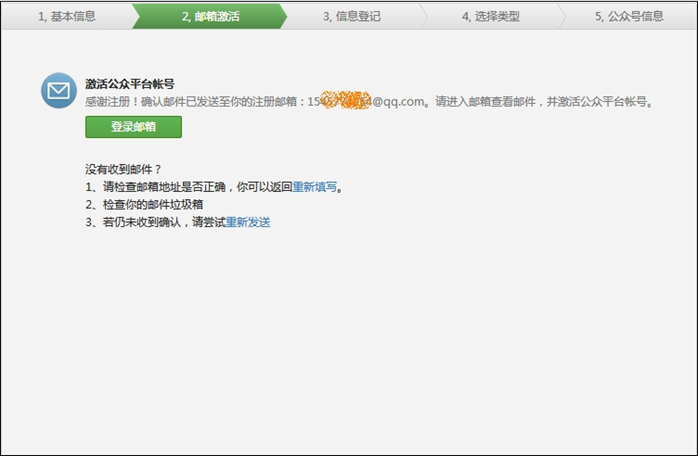 1, 基本信息
2, 邮箱激活
3, 信息登记
4, 选择类型
5, 公众号信息
激活公众平台帐号
感谢注册！确认邮件已发送至你的注册邮箱：154 4@qq.com。请进入邮箱查看邮件，并激活公众平台帐号。
登录邮箱
没有收到邮件？
1、请检查邮箱地址是否正确，你可以返回重新填写。
2、检查你的邮件垃圾箱
3、若仍未收到确认，请尝试重新发送